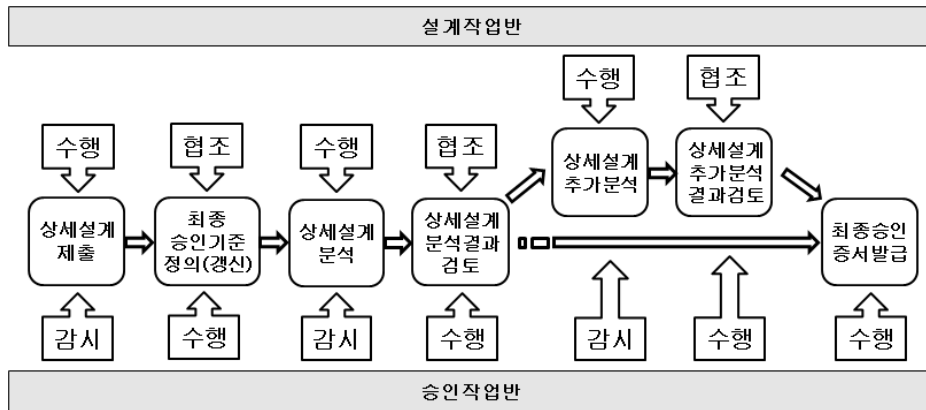 설계작업반
수행
협조
수행
협조
수행
협조
상세설계
추가분석
상세설계
추가분석
결과검토
상세설계
제출
최종
승인기준
정의(갱신)
상세설계
분석
상세설계
분석결과
검토
최종승인
증서발급
감시
수행
감시
수행
감시
수행
수행
승인작업반